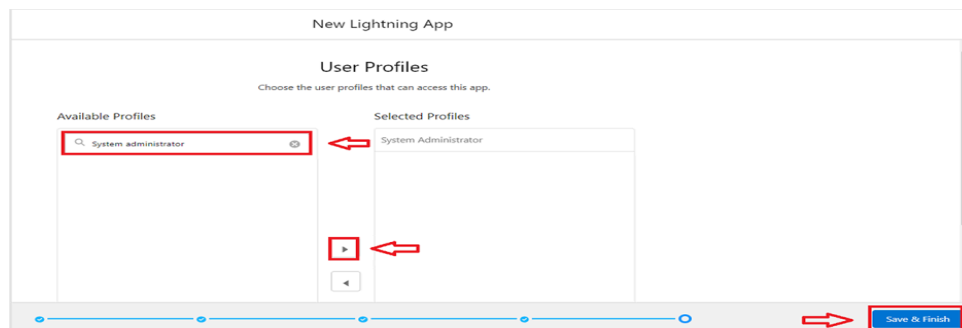 New Lightning App
User Profiles
Choose the user profiles that can access this app.
Available Profiles
Selected Profiles
System administrator
System Administrator
Save & Finish